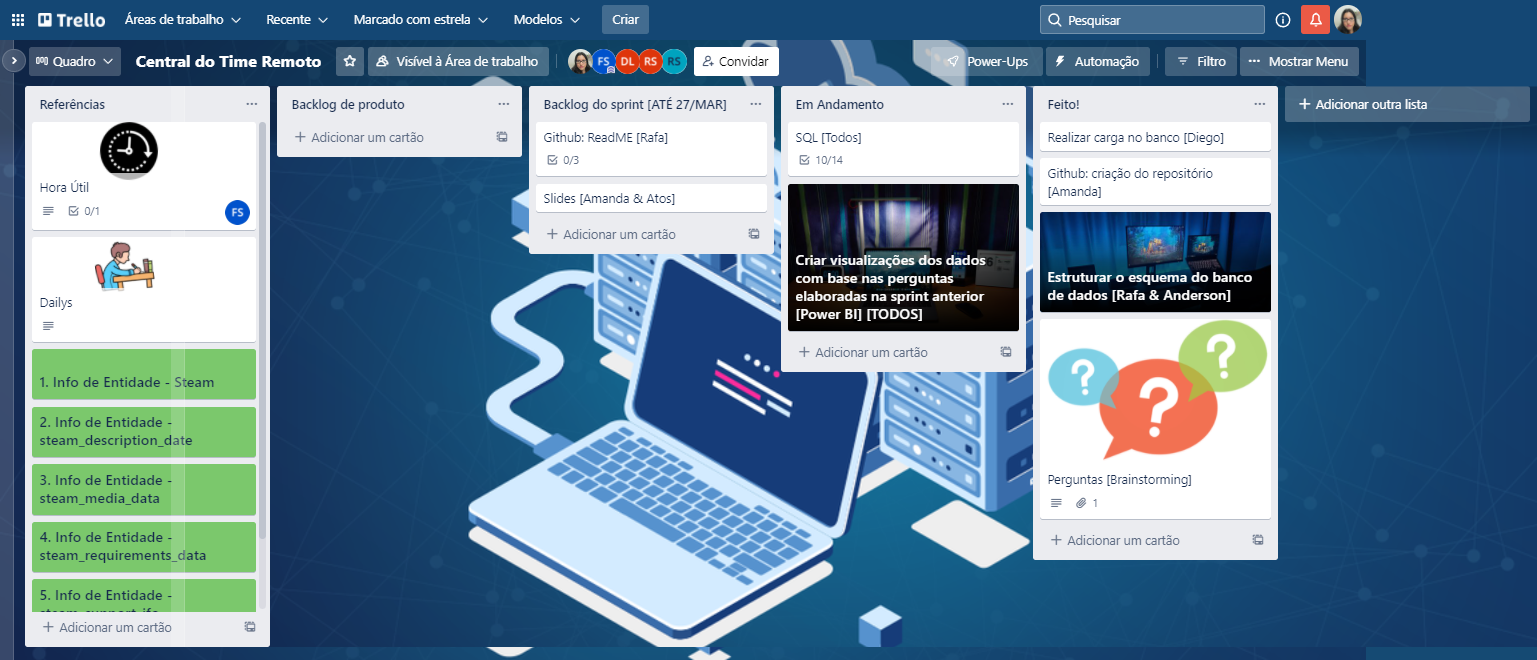 Trello
Áreas de trabalho
Recente
Marcado com estrela
Modelos
Criar
Pesquisar
Quadro
Central do Time Remoto
Visível à Área de trabalho
FS
DL
RS
RS
Convidar
Power-Ups
Automação
Filtro
Mostrar Menu
Referências
Hora Útil
0/1
FS
Dailys
1. Info de Entidade - Steam
2. Info de Entidade -
steam_description_date
3. Info de Entidade -
steam_media_data
4. Info de Entidade -
steam_requirements_data
5. Info de Entidade -
Adicionar um cartão
Backlog de produto
Adicionar um cartão
Backlog do sprint [ATÉ 27/MAR]
Github: ReadME [Rafa]
0/3
Slides [Amanda & Atos]
Adicionar um cartão
Em Andamento
SQL [Todos]
10/14
Criar visualizações dos dados
com base nas perguntas
elaboradas na sprint anterior
[Power BI] [TODOS]
Adicionar um cartão
Feito!
Realizar carga no banco [Diego]
Github: criação do repositório
[Amanda]
Estruturar o esquema do banco
de dados [Rafa & Anderson]
? ? ?
Perguntas [Brainstorming]
1
Adicionar um cartão
Adicionar outra lista